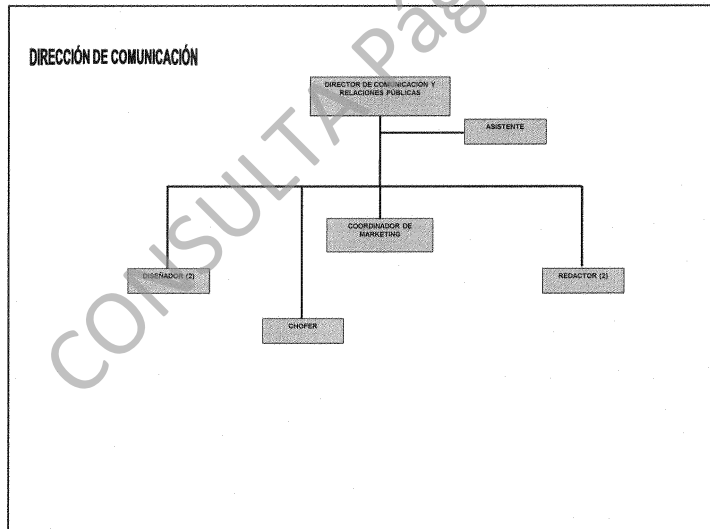 DIRECCIÓN DE COMUNICACIÓN
DIRECTOR DE COMUNICACIÓN Y
RELACIONES PÚBLICAS
ASISTENTE
COORDINADOR DE
MARKETING
DISEÑADOR (2)
REDACTOR (2)
CHOFER
CONSULTA Pág